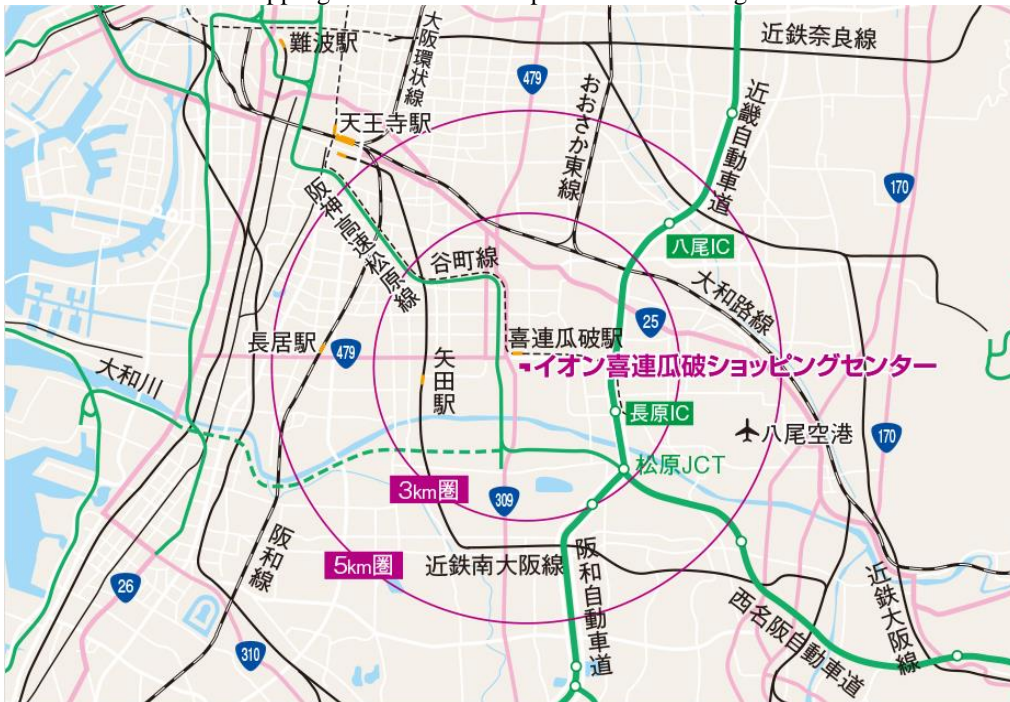 難波駅
大阪環状線
近鉄奈良線
479
おおさか東線
近畿自動車道
天王寺駅
170
阪神高速松原線
八尾IC
谷町線
大和路線
25
喜連瓜破駅
長居駅
479
矢田駅
イオン喜連瓜破ショッピングセンター
大和川
長原IC
八尾空港
170
松原JCT
3km圏
309
5km圏
近鉄南大阪線
阪和線
阪和自動車道
近鉄大阪線
西名阪自動車道
26
310